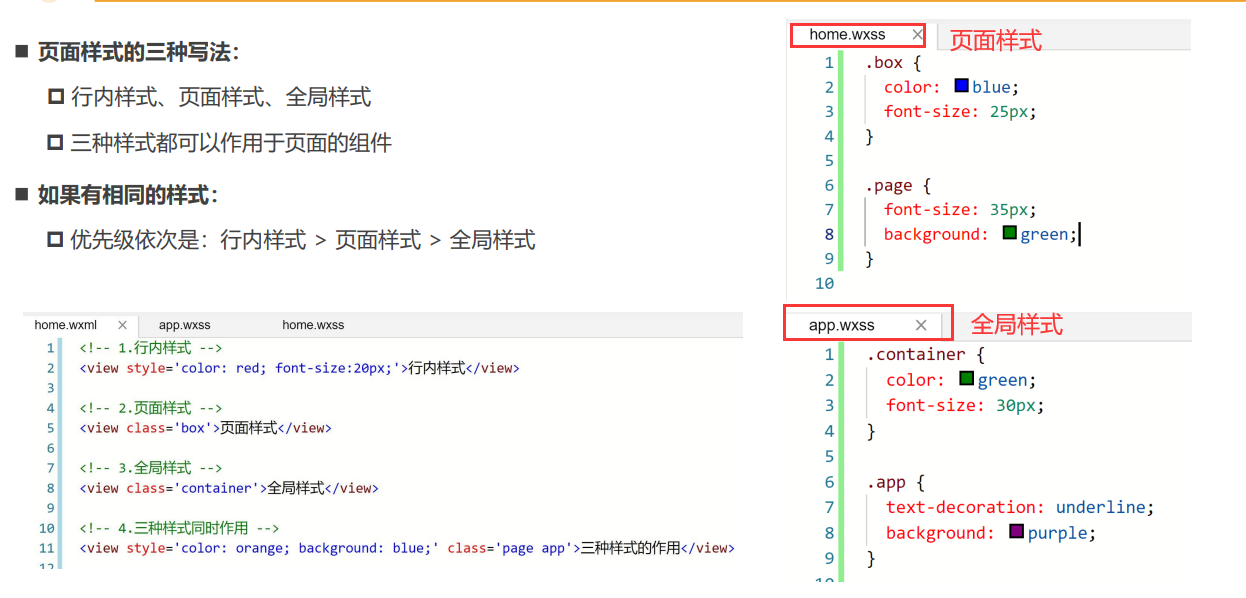 ■ 页面样式的三种写法：
行内样式、页面样式、全局样式
三种样式都可以作用于页面的组件
■ 如果有相同的样式：
优先级依次是：行内样式 > 页面样式 > 全局样式
home.wxml × app.wxss home.wxss
1 <!-- 1.行内样式 -->
2 <view style='color: red; font-size:20px;'>行内样式</view>
3
4 <!-- 2.页面样式 -->
5 <view class='box'>页面样式</view>
6
7 <!-- 3.全局样式 -->
8 <view class='container'>全局样式</view>
9
10 <!-- 4.三种样式同时作用 -->
11 <view style='color: orange; background: blue;' class='page app'>三种样式的作用</view>
12
home.wxss × 页面样式
1 .box {
2 color: blue;
3 font-size: 25px;
4 }
5
6 .page {
7 font-size: 35px;
8 background: green;
9 }
10
app.wxss × 全局样式
1 .container {
2 color: green;
3 font-size: 30px;
4 }
5
6 .app {
7 text-decoration: underline;
8 background: purple;
9 }
10